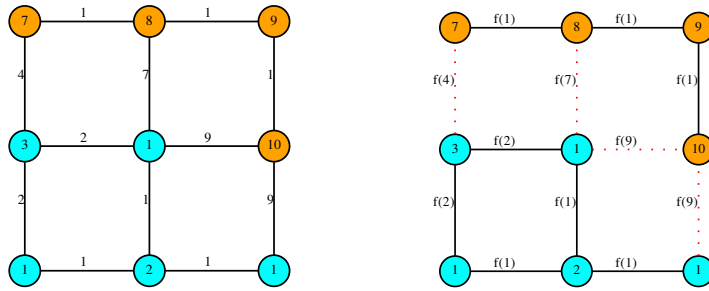 7 1 8 1 9
4 7 1
3 2 1 9 10
2 1 9
1 1 2 1 1
7 f(1) 8 f(1) 9
f(4) f(7) f(1)
3 f(2) 1 f(9) 10
f(2) f(1) f(9)
1 f(1) 2 f(1) 1